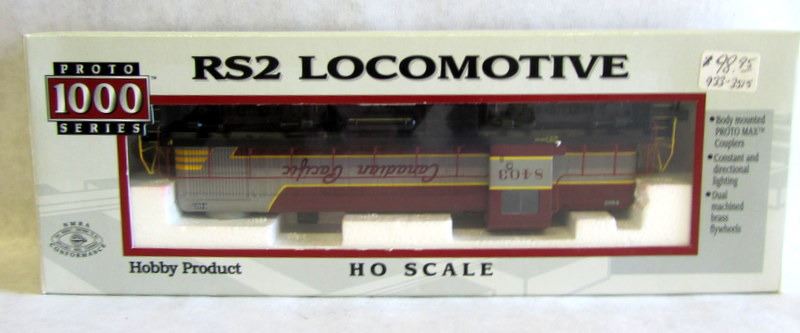 PROTO
1000
SERIES
RS2 LOCOMOTIVE
$98.95
933-3515
Canadian Pacific
8403
• Body mounted
PROTO MAX™
Couplers
• Constant and
directional
lighting
• Dual
machined
brass
flywheels
NMRA
CONFORMANCE
Hobby Product
HO SCALE